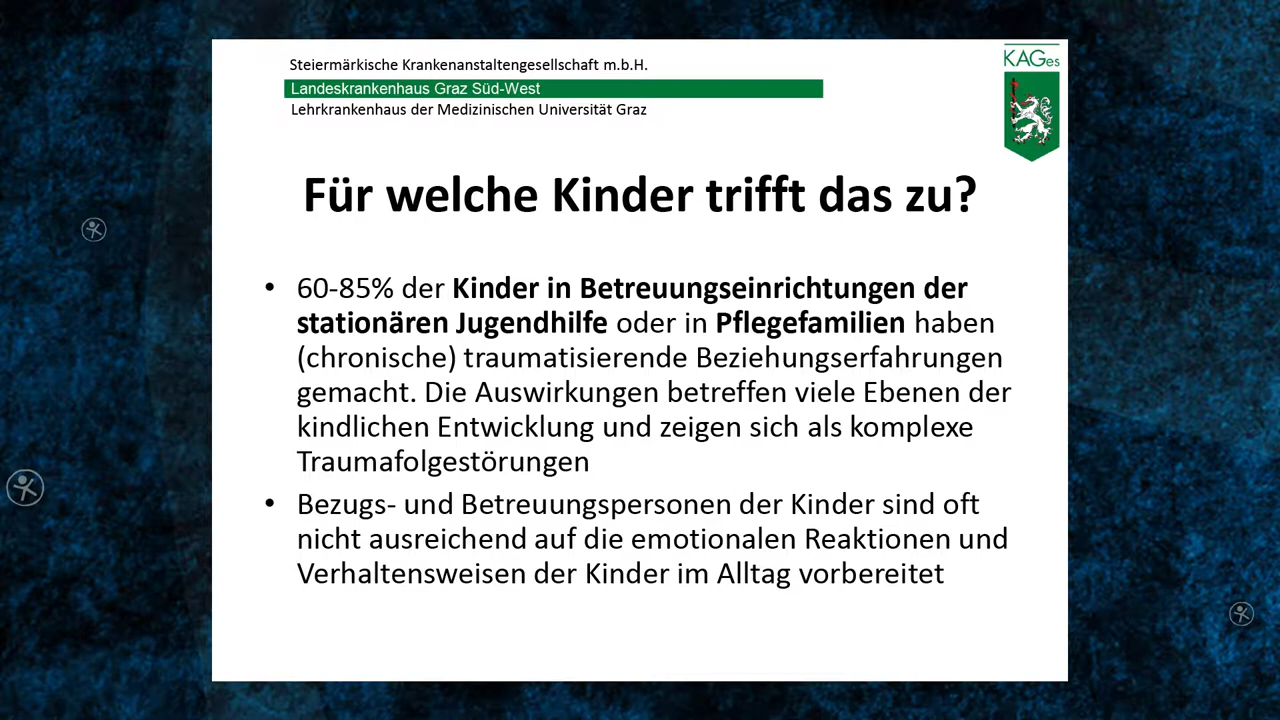 Steiermärkische Krankenanstaltengesellschaft m.b.H.
Landeskrankenhaus Graz Süd-West
Lehrkrankenhaus der Medizinischen Universität Graz
KAGes
Für welche Kinder trifft das zu?
• 60-85% der Kinder in Betreuungseinrichtungen der
stationären Jugendhilfe oder in Pflegefamilien haben
(chronische) traumatisierende Beziehungserfahrungen
gemacht. Die Auswirkungen betreffen viele Ebenen der
kindlichen Entwicklung und zeigen sich als komplexe
Traumafolgestörungen
• Bezugs- und Betreuungspersonen der Kinder sind oft
nicht ausreichend auf die emotionalen Reaktionen und
Verhaltensweisen der Kinder im Alltag vorbereitet